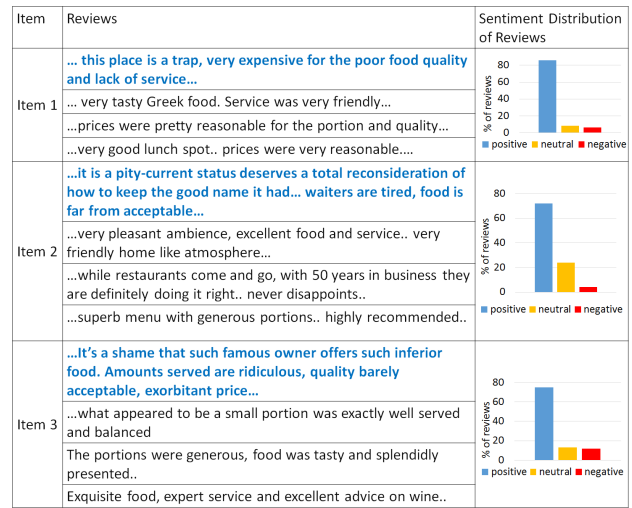 Item Reviews Sentiment Distribution
of Reviews
Item 1
… this place is a trap, very expensive for the poor food quality
and lack of service…
… very tasty Greek food. Service was very friendly…
…prices were pretty reasonable for the portion and quality…
…very good lunch spot.. prices were very reasonable….
% of reviews
80
60
40
20
0
positive neutral negative
Item 2
…it is a pity-current status deserves a total reconsideration of
how to keep the good name it had… waiters are tired, food is
far from acceptable…
…very pleasant ambience, excellent food and service.. very
friendly home like atmosphere…
…while restaurants come and go, with 50 years in business they
are definitely doing it right.. never disappoints..
…superb menu with generous portions.. highly recommended..
% of reviews
80
60
40
20
0
positive neutral negative
Item 3
…It’s a shame that such famous owner offers such inferior
food. Amounts served are ridiculous, quality barely
acceptable, exorbitant price…
…what appeared to be a small portion was exactly well served
and balanced
The portions were generous, food was tasty and splendidly
presented..
Exquisite food, expert service and excellent advice on wine..
% of reviews
80
60
40
20
0
positive neutral negative